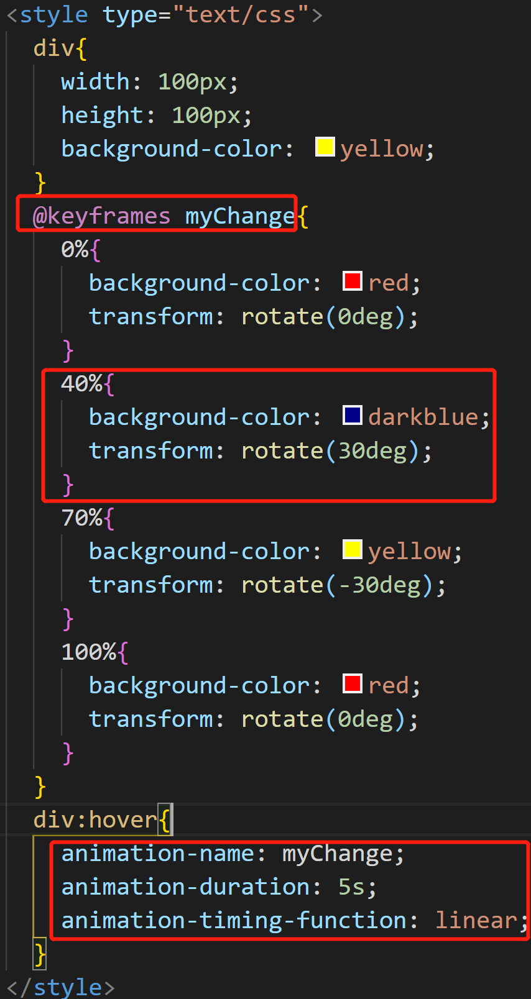 <style type="text/css">
div{
width: 100px;
height: 100px;
background-color: yellow;
}
@keyframes myChange{
0%{
background-color: red;
transform: rotate(0deg);
}
40%{
background-color: darkblue;
transform: rotate(30deg);
}
70%{
background-color: yellow;
transform: rotate(-30deg);
}
100%{
background-color: red;
transform: rotate(0deg);
}
}
div:hover{
animation-name: myChange;
animation-duration: 5s;
animation-timing-function: linear;
}
</style>